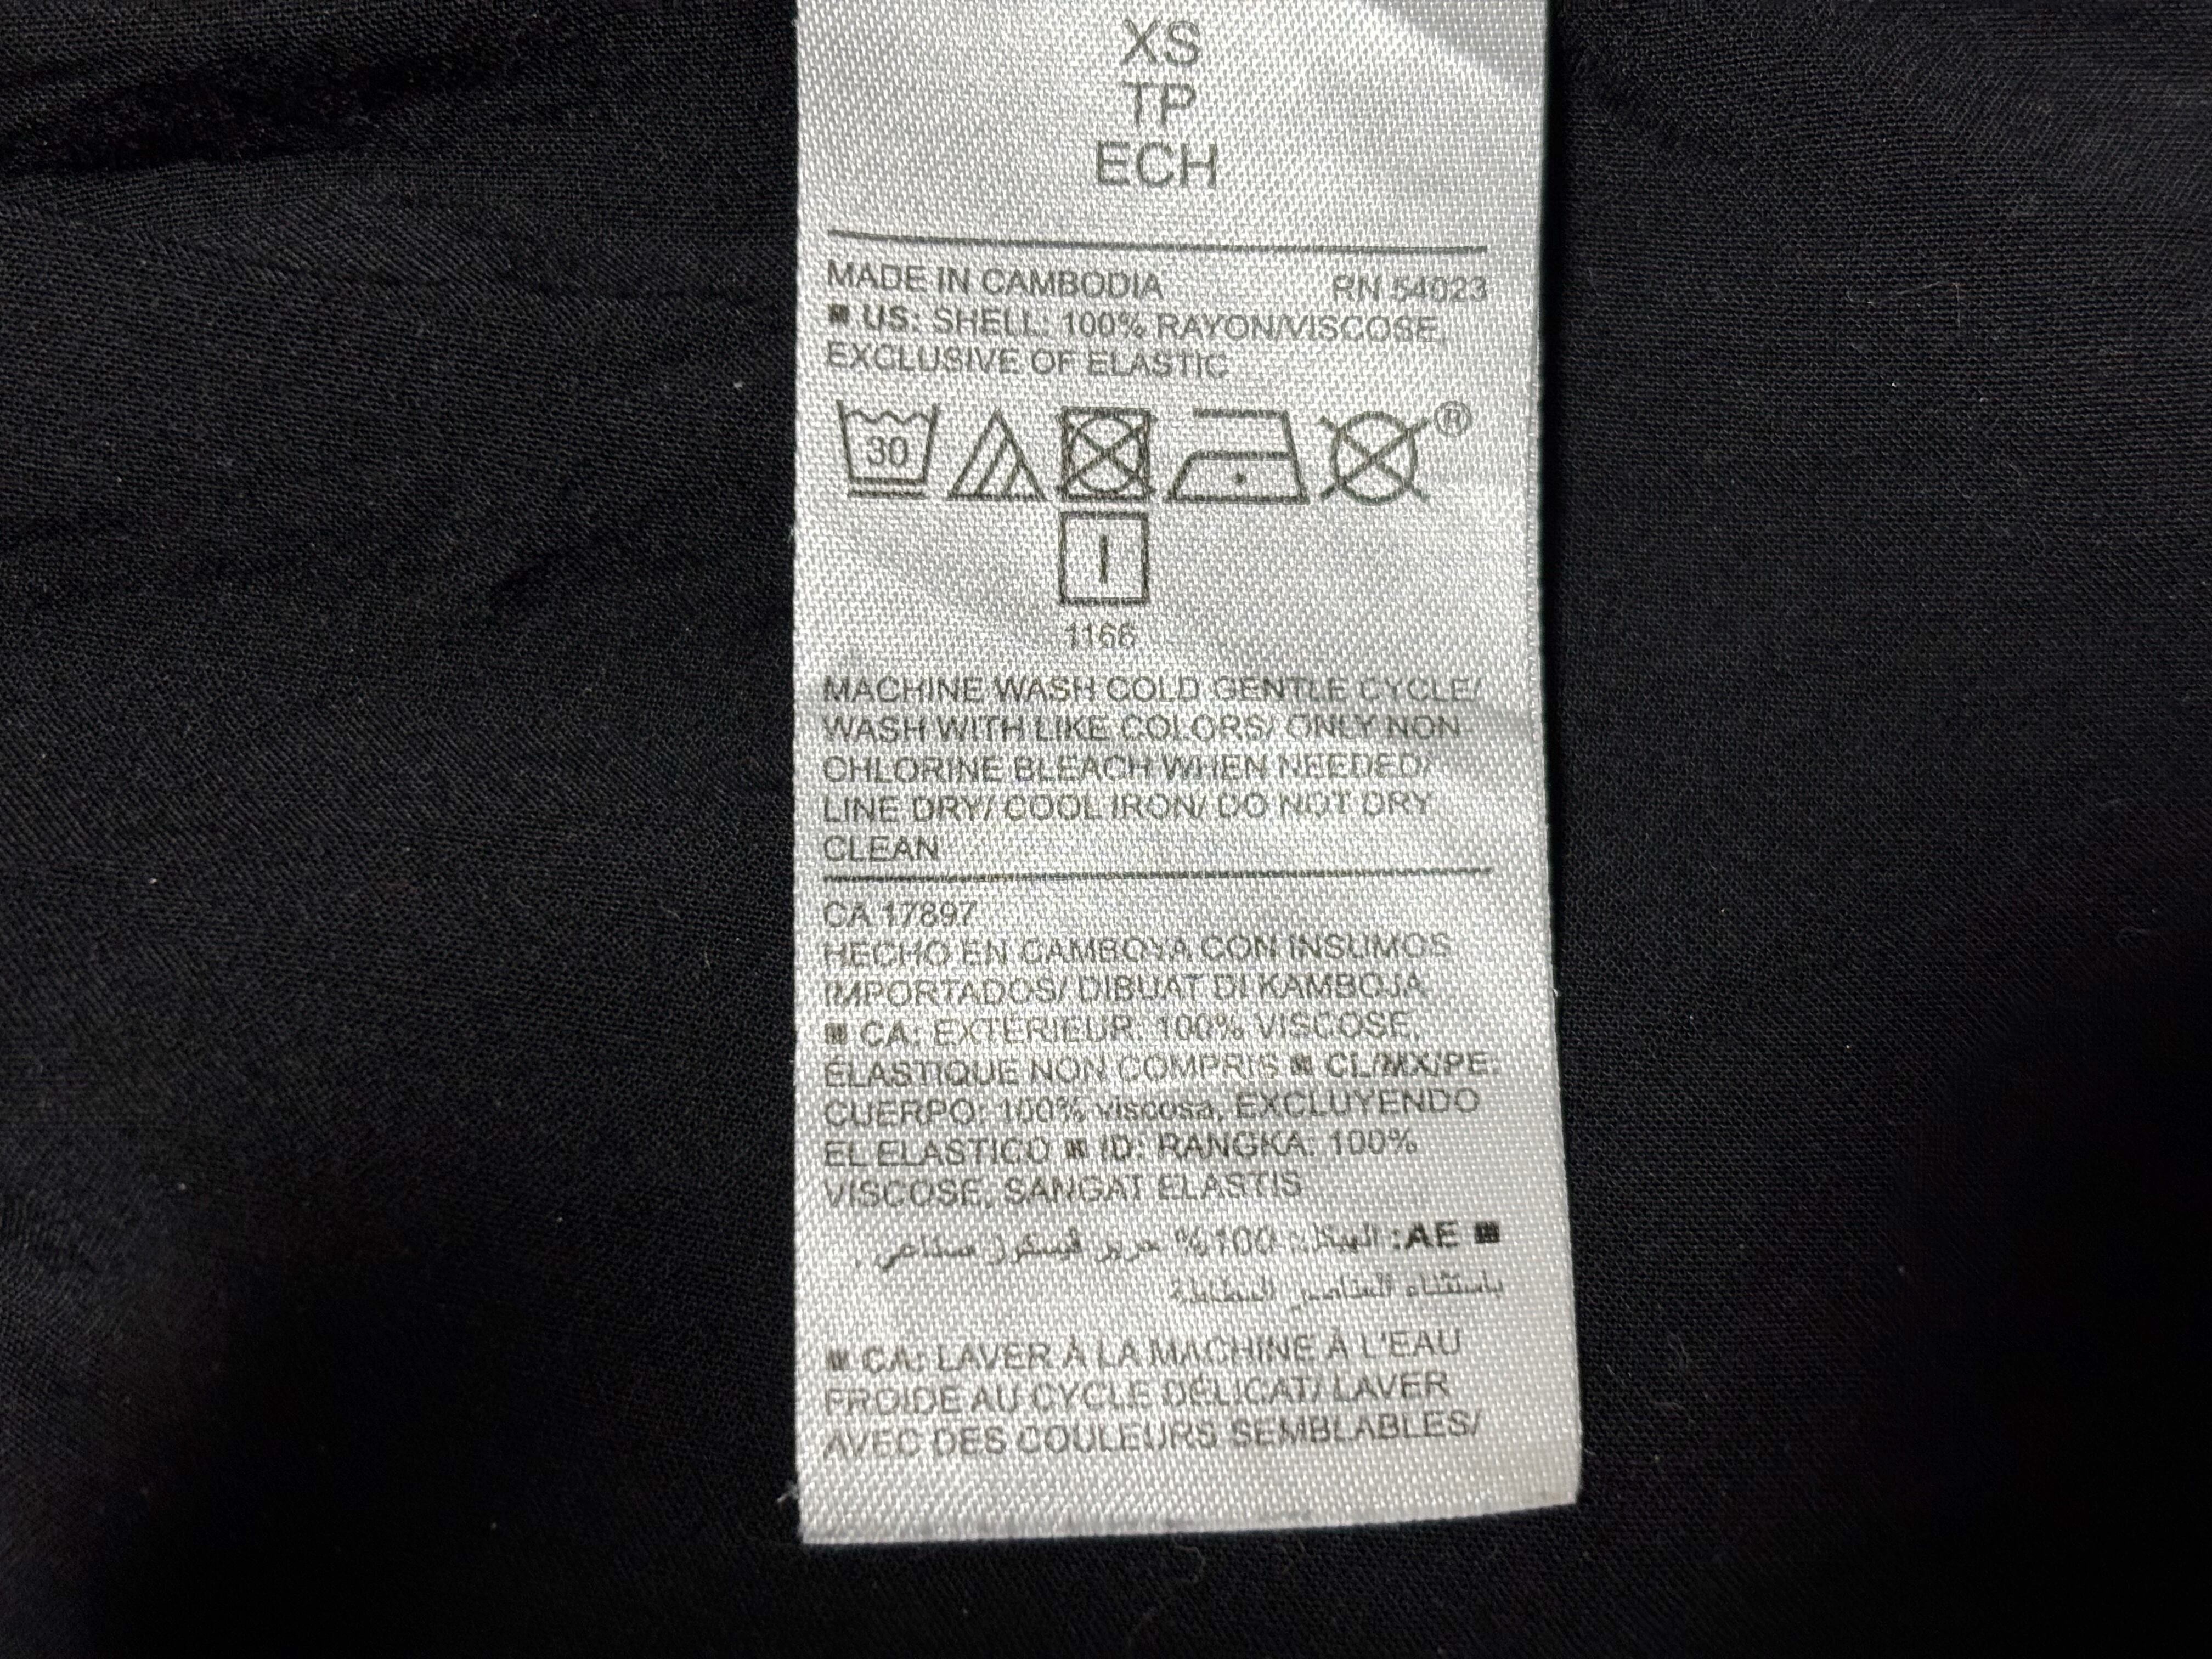 XS
TP
ECH
MADE IN CAMBODIA RN 54023
US: SHELL: 100% RAYON/VISCOSE,
EXCLUSIVE OF ELASTIC
30 ®
1166
MACHINE WASH COLD GENTLE CYCLE/
WASH WITH LIKE COLORS/ ONLY NON
CHLORINE BLEACH WHEN NEEDED/
LINE DRY/ COOL IRON/ DO NOT DRY
CLEAN
CA 17897
HECHO EN CAMBOYA CON INSUMOS
IMPORTADOS/ DIBUAT DI KAMBOJA
■ CA: EXTÉRIEUR: 100% VISCOSE,
ÉLASTIQUE NON COMPRIS ■ CL/MX/PE:
CUERPO: 100% viscosa, EXCLUYENDO
EL ELASTICO ■ ID: RANGKA: 100%
VISCOSE, SANGAT ELASTIS
■ AE: الهيكل: 100% حرير فسكوز صناعي,
باستثناء العناصر المطاطة
■ CA: LAVER À LA MACHINE À L'EAU
FROIDE AU CYCLE DÉLICAT/ LAVER
AVEC DES COULEURS SEMBLABLES/